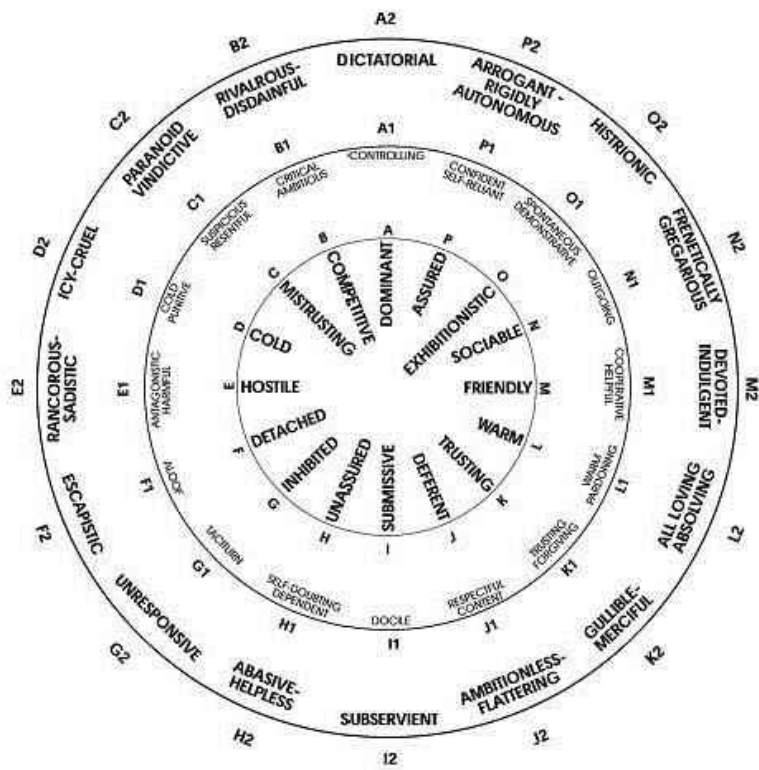 A2
DICTATORIAL
P2
ARROGANT -
RIGIDLY
AUTONOMOUS
O2
HISTRIONIC
N2
FRENETICALLY
GREGARIOUS
M2
DEVOTED-
INDULGENT
L2
ALL LOVING
ABSOLVING
K2
GULLIBLE-
MERCIFUL
J2
AMBITIONLESS-
FLATTERING
I2
SUBSERVIENT
H2
ABASIVE-
HELPLESS
G2
UNRESPONSIVE
F2
ESCAPISTIC
E2
RANCOROUS-
SADISTIC
D2
ICY-CRUEL
C2
PARANOID
VINDICTIVE
B2
RIVALROUS-
DISDAINFUL
A1
CONTROLLING
P1
CONFIDENT
SELF-RELIANT
O1
SPONTANEOUS
DEMONSTRATIVE
N1
OUTGOING
M1
COOPERATIVE
HELPFUL
L1
WARM
PARDONING
K1
TRUSTING
FORGIVING
J1
RESPECTFUL
CONTENT
I1
DOCILE
H1
SELF-DOUBTING
DEPENDENT
G1
TACITURN
F1
ALOOF
E1
ANTAGONISTIC
HARMFUL
D1
COLD
PUNITIVE
C1
SUSPICIOUS
RESENTFUL
B1
CRITICAL
AMBITIOUS
A
DOMINANT
P
ASSURED
O
EXHIBITIONISTIC
N
SOCIABLE
M
FRIENDLY
L
WARM
K
TRUSTING
J
DEFERENT
I
SUBMISSIVE
H
UNASSURED
G
INHIBITED
F
DETACHED
E
HOSTILE
D
COLD
C
MISTRUSTING
B
COMPETITIVE